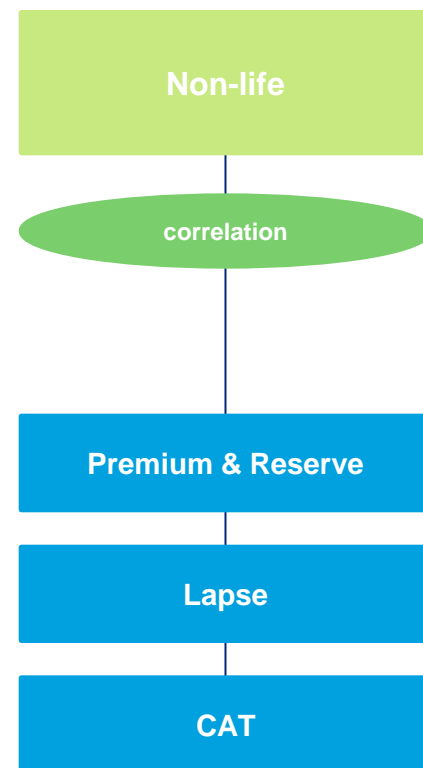 Non-life
correlation
Premium & Reserve
Lapse
CAT